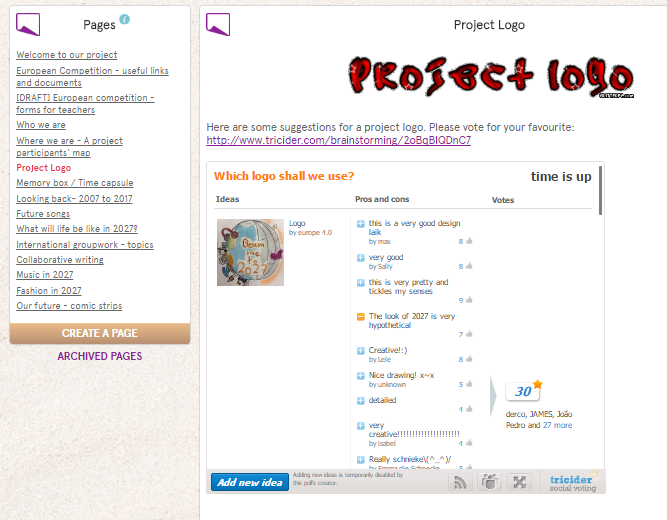 Pages i
Welcome to our project
European Competition - useful links
and documents
[DRAFT] European competition -
forms for teachers
Who we are
Where we are - A project
participants' map
Project Logo
Memory box / Time capsule
Looking back- 2007 to 2017
Future songs
What will life be like in 2027?
International groupwork - topics
Collaborative writing
Music in 2027
Fashion in 2027
Our future - comic strips
CREATE A PAGE
ARCHIVED PAGES
Project Logo
PROJECT LOGO
Here are some suggestions for a project logo. Please vote for your favourite:
http://www.tricider.com/brainstorming/2oBqBIQDnC7
Which logo shall we use?
time is up
Ideas
Pros and cons
Votes
Beam
me to
2027
Logo
by europe 4.0
this is a very good design
laik
by max 8
very good
by Sally 8
this is very pretty and
tickles my senses
9
The look of 2027 is very
hypothetical
7
Creative!:)
by Lele 8
Nice drawing! x~x
by unknown 5
detailed
4
very
creative!!!!!!!!!!!!!!!!!!!!!
by isabel 4
Really schnieke\(^_^)/
by Emma die Schnecke 5
30
derco, JAMES, João
Pedro and 27 more
Add new idea
Adding new ideas is temporarily disabled by
this poll's creator.
tricider
social voting